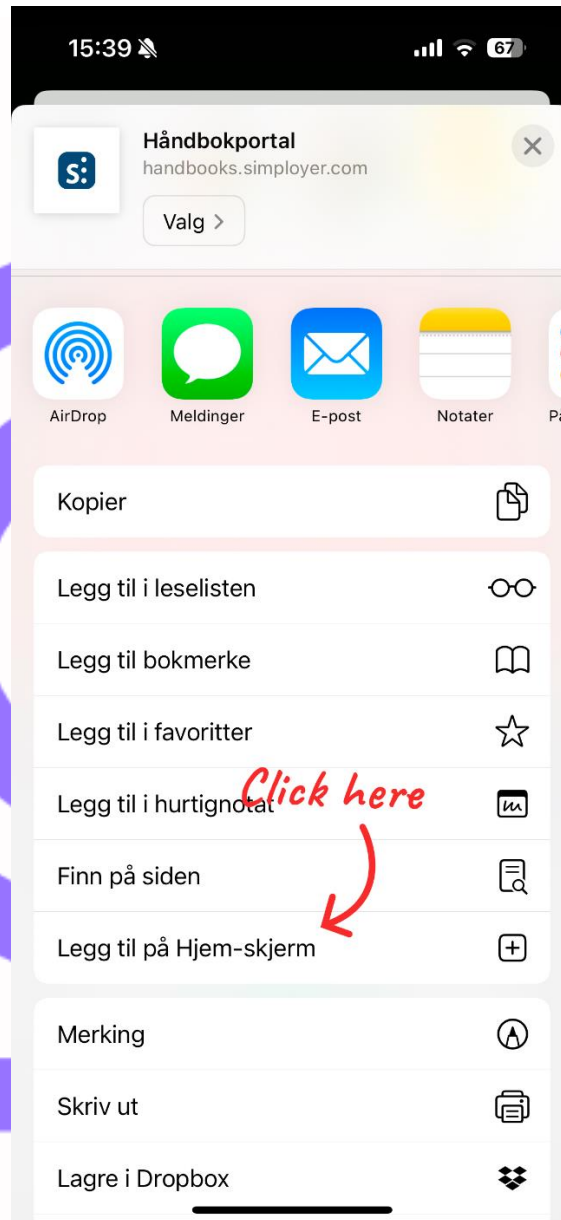 15:39
67
s:
Håndbokportal
handbooks.simployer.com
Valg >
AirDrop
Meldinger
E-post
Notater
Kopier
Legg til i leselisten
Legg til bokmerke
Legg til i favoritter
Click here
Legg til i hurtignotat
Finn på siden
Legg til på Hjem-skjerm
Merking
Skriv ut
Lagre i Dropbox